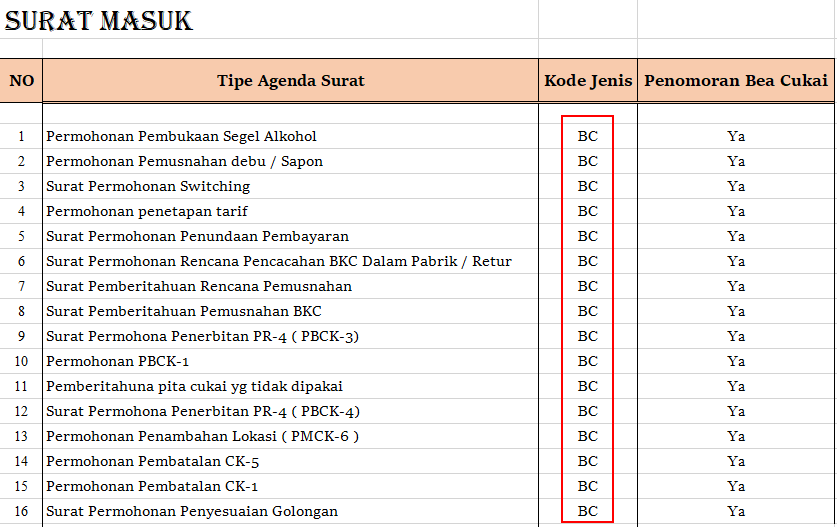 SURAT MASUK
NO Tipe Agenda Surat Kode Jenis Penomoran Bea Cukai
1 Permohonan Pembukaan Segel Alkohol BC Ya
2 Permohonan Pemusnahan debu / Sapon BC Ya
3 Surat Permohonan Switching BC Ya
4 Permohonan penetapan tarif BC Ya
5 Surat Permohonan Penundaan Pembayaran BC Ya
6 Surat Permohonan Rencana Pencacahan BKC Dalam Pabrik / Retur BC Ya
7 Surat Pemberitahuan Rencana Pemusnahan BC Ya
8 Surat Pemberitahuan Pemusnahan BKC BC Ya
9 Surat Permohona Penerbitan PR-4 ( PBCK-3) BC Ya
10 Permohonan PBCK-1 BC Ya
11 Pemberitahuna pita cukai yg tidak dipakai BC Ya
12 Surat Permohona Penerbitan PR-4 ( PBCK-4) BC Ya
13 Permohonan Penambahan Lokasi ( PMCK-6 ) BC Ya
14 Permohonan Pembatalan CK-5 BC Ya
15 Permohonan Pembatalan CK-1 BC Ya
16 Surat Permohonan Penyesuaian Golongan BC Ya